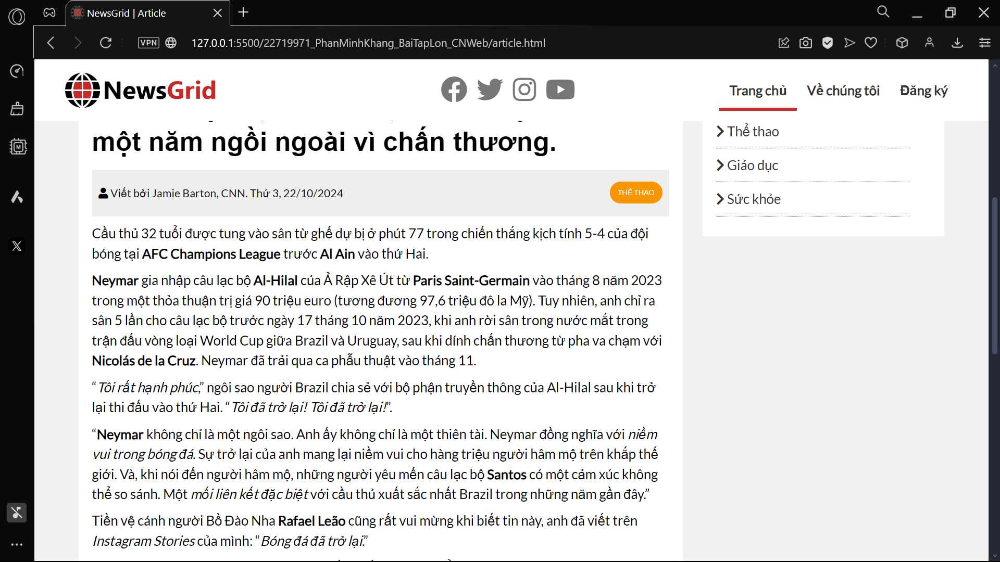 NewsGrid | Article
VPN
127.0.0.1:5500/22719971_PhanMinhKhang_BaiTapLon_CNWeb/article.html
NewsGrid
Trang chủ
Về chúng tôi
Đăng ký
một năm ngồi ngoài vì chấn thương.
Viết bởi Jamie Barton, CNN. Thứ 3, 22/10/2024
THỂ THAO
Cầu thủ 32 tuổi được tung vào sân từ ghế dự bị ở phút 77 trong chiến thắng kịch tính 5-4 của đội
bóng tại AFC Champions League trước Al Ain vào thứ Hai.
Neymar gia nhập câu lạc bộ Al-Hilal của Ả Rập Xê Út từ Paris Saint-Germain vào tháng 8 năm 2023
trong một thỏa thuận trị giá 90 triệu euro (tương đương 97,6 triệu đô la Mỹ). Tuy nhiên, anh chỉ ra
sân 5 lần cho câu lạc bộ trước ngày 17 tháng 10 năm 2023, khi anh rời sân trong nước mắt trong
trận đấu vòng loại World Cup giữa Brazil và Uruguay, sau khi dính chấn thương từ pha va chạm với
Nicolás de la Cruz. Neymar đã trải qua ca phẫu thuật vào tháng 11.
“Tôi rất hạnh phúc,” ngôi sao người Brazil chia sẻ với bộ phận truyền thông của Al-Hilal sau khi trở
lại thi đấu vào thứ Hai. “Tôi đã trở lại! Tôi đã trở lại!”.
“Neymar không chỉ là một ngôi sao. Anh ấy không chỉ là một thiên tài. Neymar đồng nghĩa với niềm
vui trong bóng đá. Sự trở lại của anh mang lại niềm vui cho hàng triệu người hâm mộ trên khắp thế
giới. Và, khi nói đến người hâm mộ, những người yêu mến câu lạc bộ Santos có một cảm xúc không
thể so sánh. Một mối liên kết đặc biệt với cầu thủ xuất sắc nhất Brazil trong những năm gần đây.”
Tiền vệ cánh người Bồ Đào Nha Rafael Leão cũng rất vui mừng khi biết tin này, anh đã viết trên
Instagram Stories của mình: “Bóng đá đã trở lại.”
Thể thao
Giáo dục
Sức khỏe